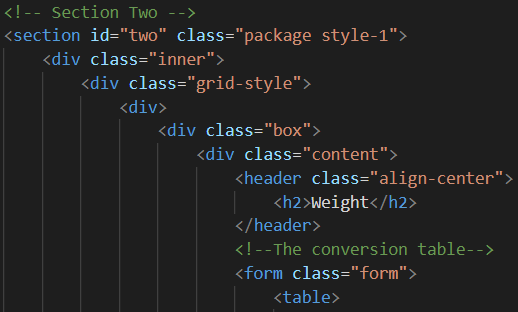 <!-- Section Two -->
<section id="two" class="package style-1">
<div class="inner">
<div class="grid-style">
<div>
<div class="box">
<div class="content">
<header class="align-center">
<h2>Weight</h2>
</header>
<!--The conversion table-->
<form class="form">
<table>